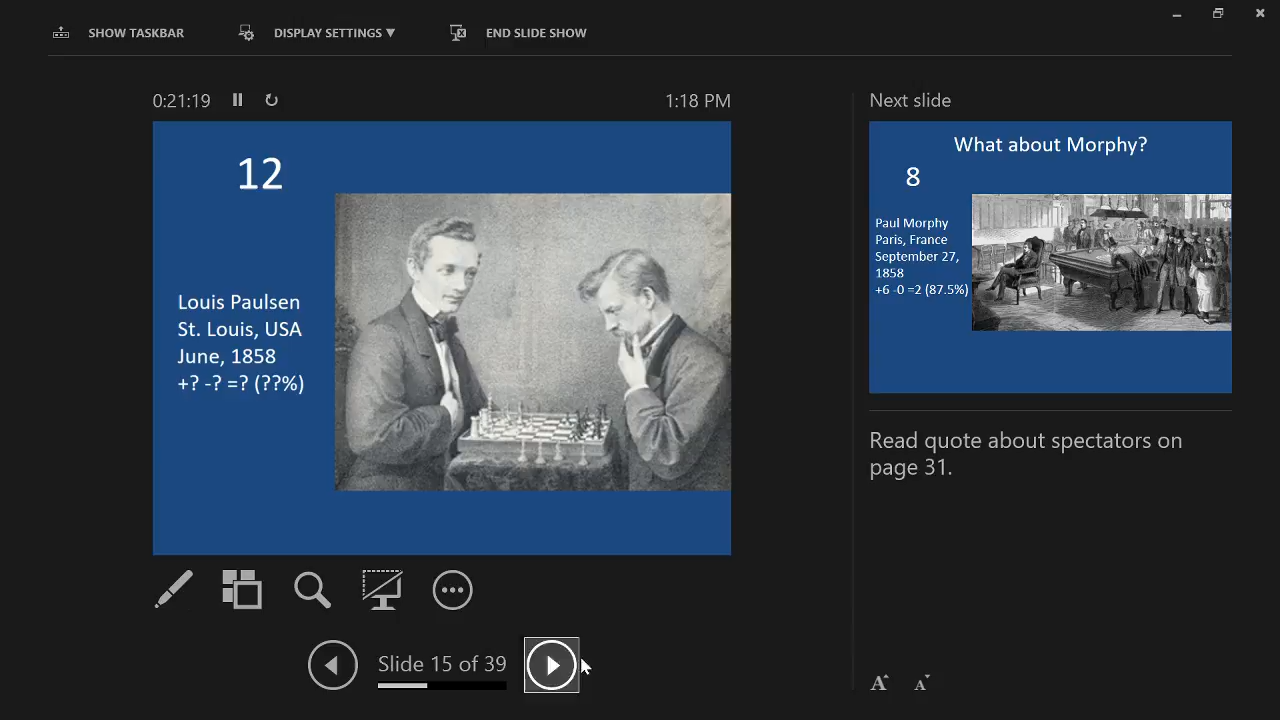 SHOW TASKBAR
DISPLAY SETTINGS ▼
END SLIDE SHOW
0:21:19
1:18 PM
12
Louis Paulsen
St. Louis, USA
June, 1858
+? -? =? (??%)
Slide 15 of 39
Next slide
What about Morphy?
8
Paul Morphy
Paris, France
September 27,
1858
+6 -0 =2 (87.5%)
Read quote about spectators on
page 31.
A A